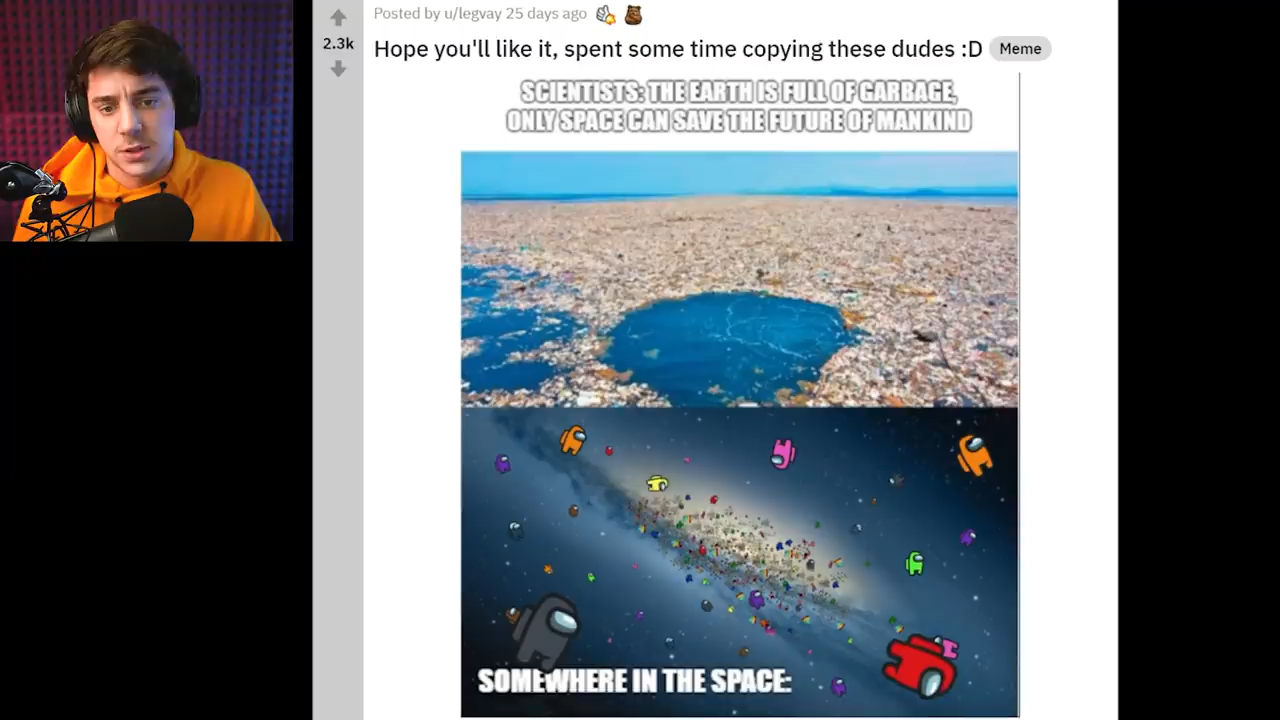 Posted by u/legvay 25 days ago
2.3k
Hope you'll like it, spent some time copying these dudes :D Meme
SCIENTISTS: THE EARTH IS FULL OF GARBAGE,
ONLY SPACE CAN SAVE THE FUTURE OF MANKIND
SOMEWHERE IN THE SPACE: